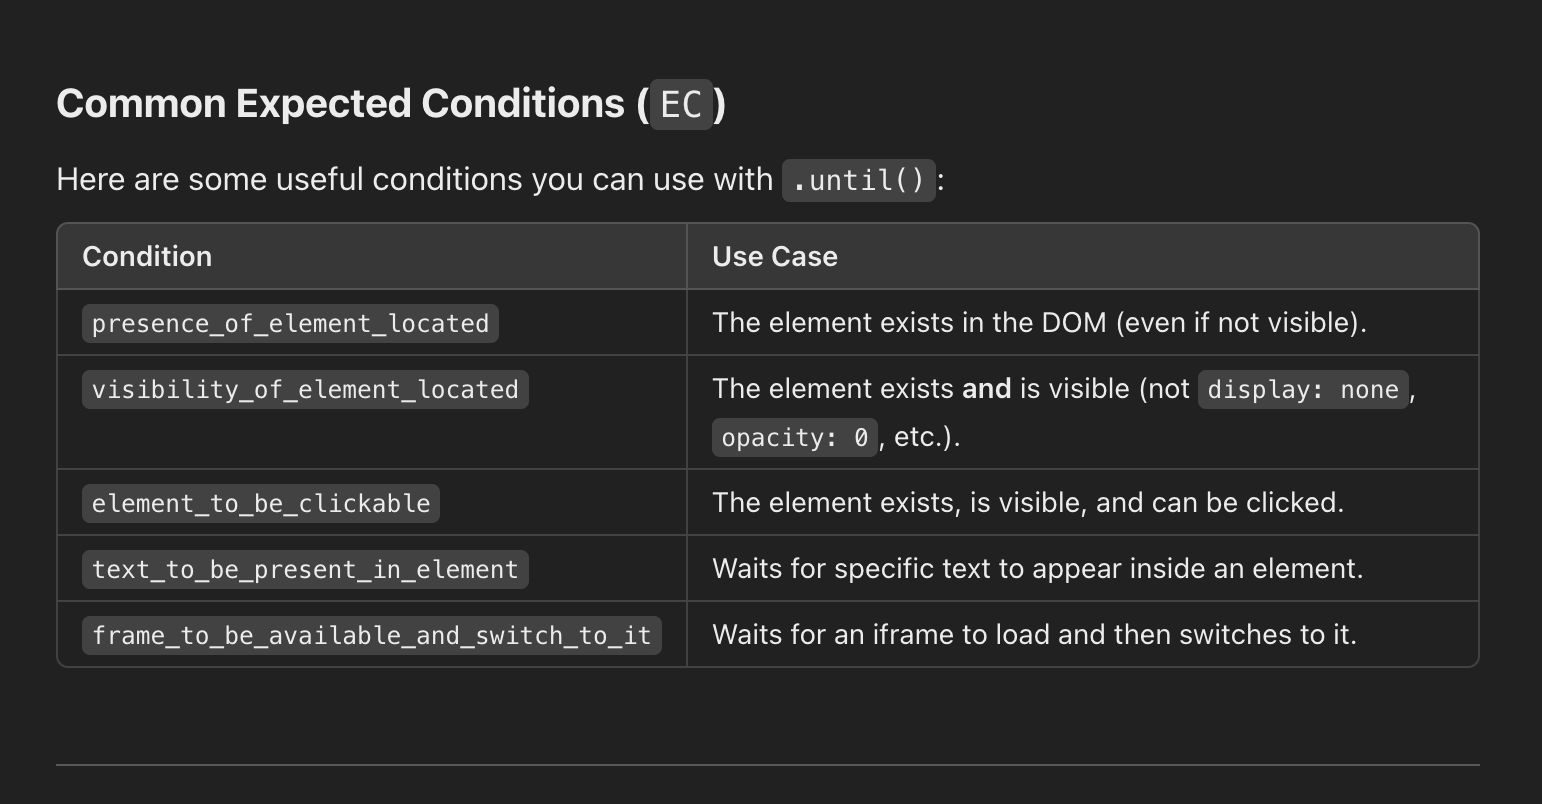 Common Expected Conditions (EC)
Here are some useful conditions you can use with .until():
Condition Use Case
presence_of_element_located The element exists in the DOM (even if not visible).
visibility_of_element_located The element exists and is visible (not display: none,
opacity: 0, etc.).
element_to_be_clickable The element exists, is visible, and can be clicked.
text_to_be_present_in_element Waits for specific text to appear inside an element.
frame_to_be_available_and_switch_to_it Waits for an iframe to load and then switches to it.